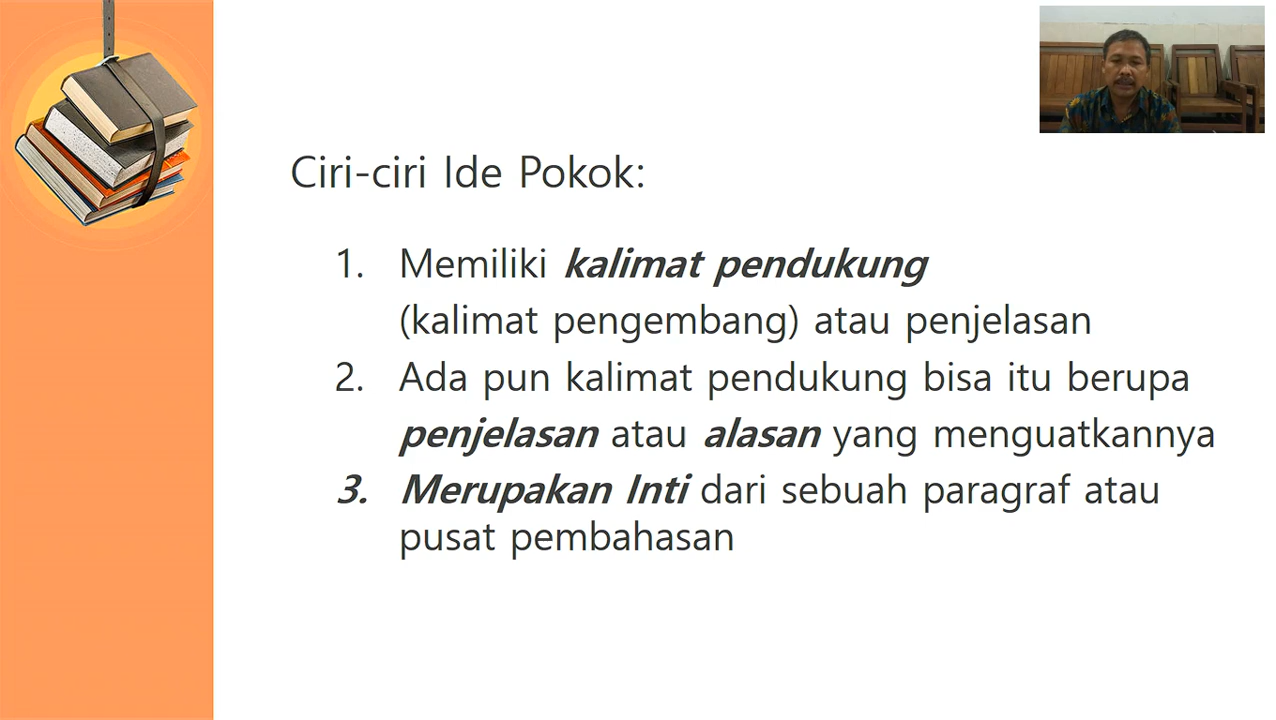 Ciri-ciri Ide Pokok:
1. Memiliki kalimat pendukung
(kalimat pengembang) atau penjelasan
2. Ada pun kalimat pendukung bisa itu berupa
penjelasan atau alasan yang menguatkannya
3. Merupakan Inti dari sebuah paragraf atau
pusat pembahasan